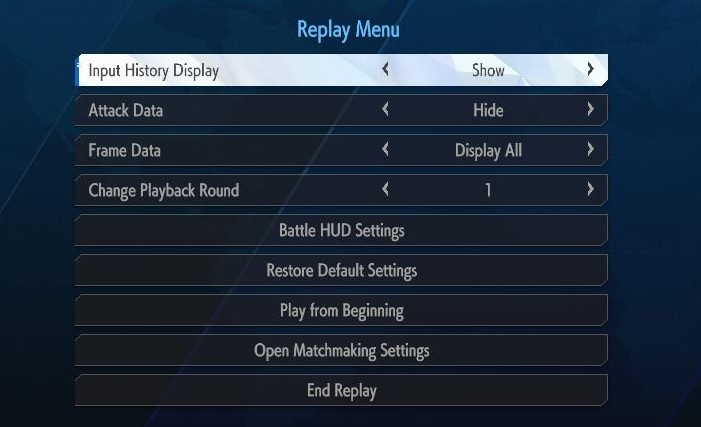 Replay Menu
Input History Display Show
Attack Data Hide
Frame Data Display All
Change Playback Round 1
Battle HUD Settings
Restore Default Settings
Play from Beginning
Open Matchmaking Settings
End Replay